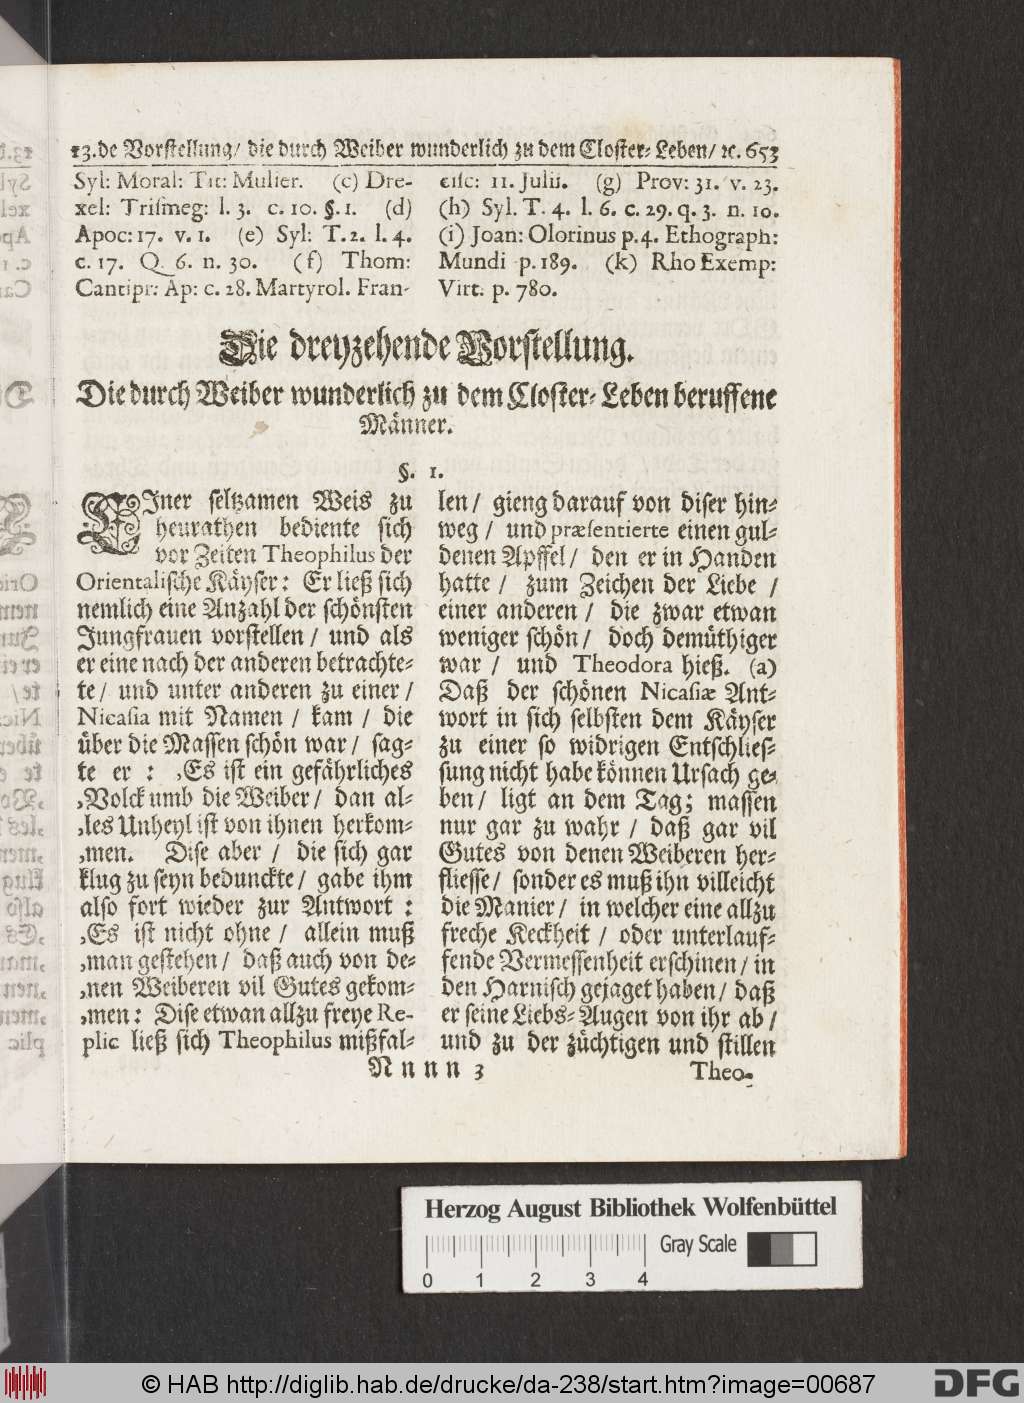 13.de Vorstellung/ die durch Weiber wunderlich zu dem Closter-Leben/ ꝛc. 653
Syl: Moral: Tit: Mulier. (c) Dre-
xel: Trismeg: l. 3. c. 10. §. 1. (d)
Apoc: 17. v. 1. (e) Syl: T. 2. l. 4.
c. 17. Q. 6. n. 30. (f) Thom:
Cantipr: Ap: c. 28. Martyrol. Fran-
cisc: 11. Julii. (g) Prov: 31. v. 23.
(h) Syl. T. 4. l. 6. c. 29. q. 3. n. 10.
(i) Joan: Olorinus p. 4. Ethograph:
Mundi p. 189. (k) Rho Exemp:
Virt. p. 780.
Die dreyzehende Vorstellung.
Die durch Weiber wunderlich zu dem Closter-Leben beruffene
Männer.
§. 1.
EIner seltzamen Weis zu
heurathen bediente sich
vor Zeiten Theophilus der
Orientalische Käyser: Er ließ sich
nemlich eine Anzahl der schönsten
Jungfrauen vorstellen/ und als
er eine nach der anderen betrachte-
te/ und unter anderen zu einer/
Nicasia mit Namen/ kam/ die
über die Massen schön war/ sag-
te er: ,Es ist ein gefährliches
,Volck umb die Weiber/ dan al-
,les Unheyl ist von ihnen herkom-
,men. Dise aber/ die sich gar
klug zu seyn bedunckte/ gabe ihm
also fort wieder zur Antwort:
,Es ist nicht ohne/ allein muß
,man gestehen/ daß auch von de-
,nen Weiberen vil Gutes gekom-
,men: Dise etwan allzu freye Re-
plic ließ sich Theophilus mißfal-
len/ gieng darauf von diser hin-
weg/ und præsentierte einen gul-
denen Apffel/ den er in Handen
hatte/ zum Zeichen der Liebe/
einer anderen/ die zwar etwan
weniger schön/ doch demüthiger
war/ und Theodora hieß. (a)
Daß der schönen Nicasiæ Ant-
wort in sich selbsten dem Käyser
zu einer so widrigen Entschlies-
sung nicht habe können Ursach ge-
ben/ ligt an dem Tag; massen
nur gar zu wahr/ daß gar vil
Gutes von denen Weiberen her-
fliesse/ sonder es muß ihn villeicht
die Manier/ in welcher eine allzu
freche Keckheit/ oder unterlauf-
fende Vermessenheit erschinen/ in
den Harnisch gejaget haben/ daß
er seine Liebs-Augen von ihr ab/
und zu der züchtigen und stillen
Nnnn 3
Theo-
Herzog August Bibliothek Wolfenbüttel
Gray Scale
0 1 2 3 4
© HAB http://diglib.hab.de/drucke/da-238/start.htm?image=00687
DFG